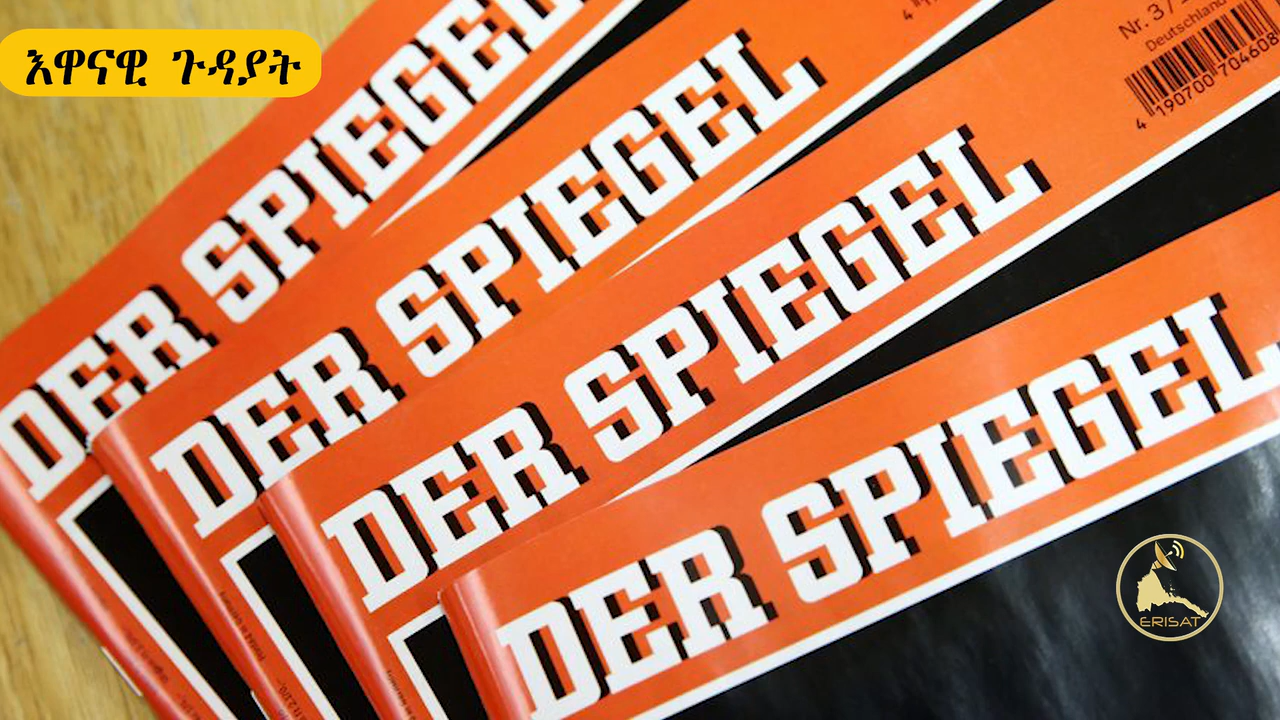 እዋናዊ ጉዳያት
DER SPIEGEL
DER SPIEGEL
DER SPIEGEL
DER SPIEGEL
Nr. 3 /
Deutschland
4 190700 704608
ERISAT